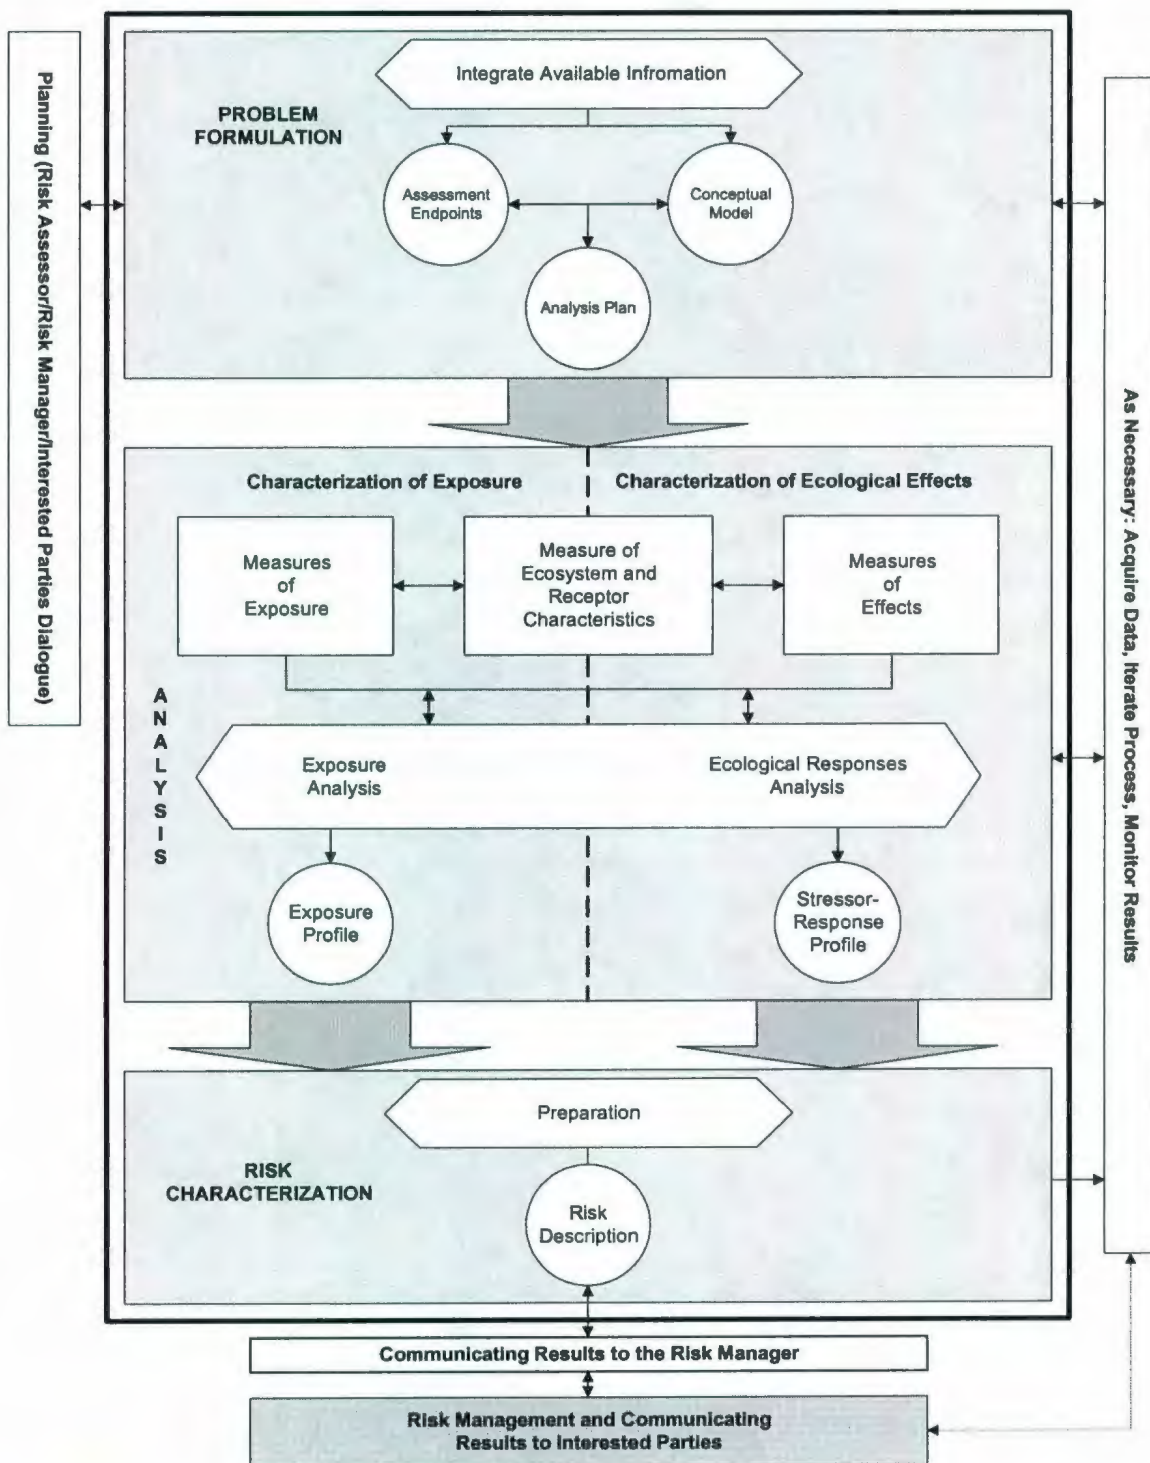 Planning (Risk Assessor/Risk Manager/Interested Parties Dialogue)
Integrate Available Infromation
PROBLEM
FORMULATION
Assessment
Endpoints
Conceptual
Model
Analysis Plan
As Necessary: Acquire Data, Iterate Process, Monitor Results
Characterization of Exposure
Characterization of Ecological Effects
Measures
of
Exposure
Measure of
Ecosystem and
Receptor
Characteristics
Measures
of
Effects
ANALYSIS
Exposure
Analysis
Ecological Responses
Analysis
Exposure
Profile
Stressor-
Response
Profile
Preparation
RISK
CHARACTERIZATION
Risk
Description
Communicating Results to the Risk Manager
Risk Management and Communicating
Results to Interested Parties